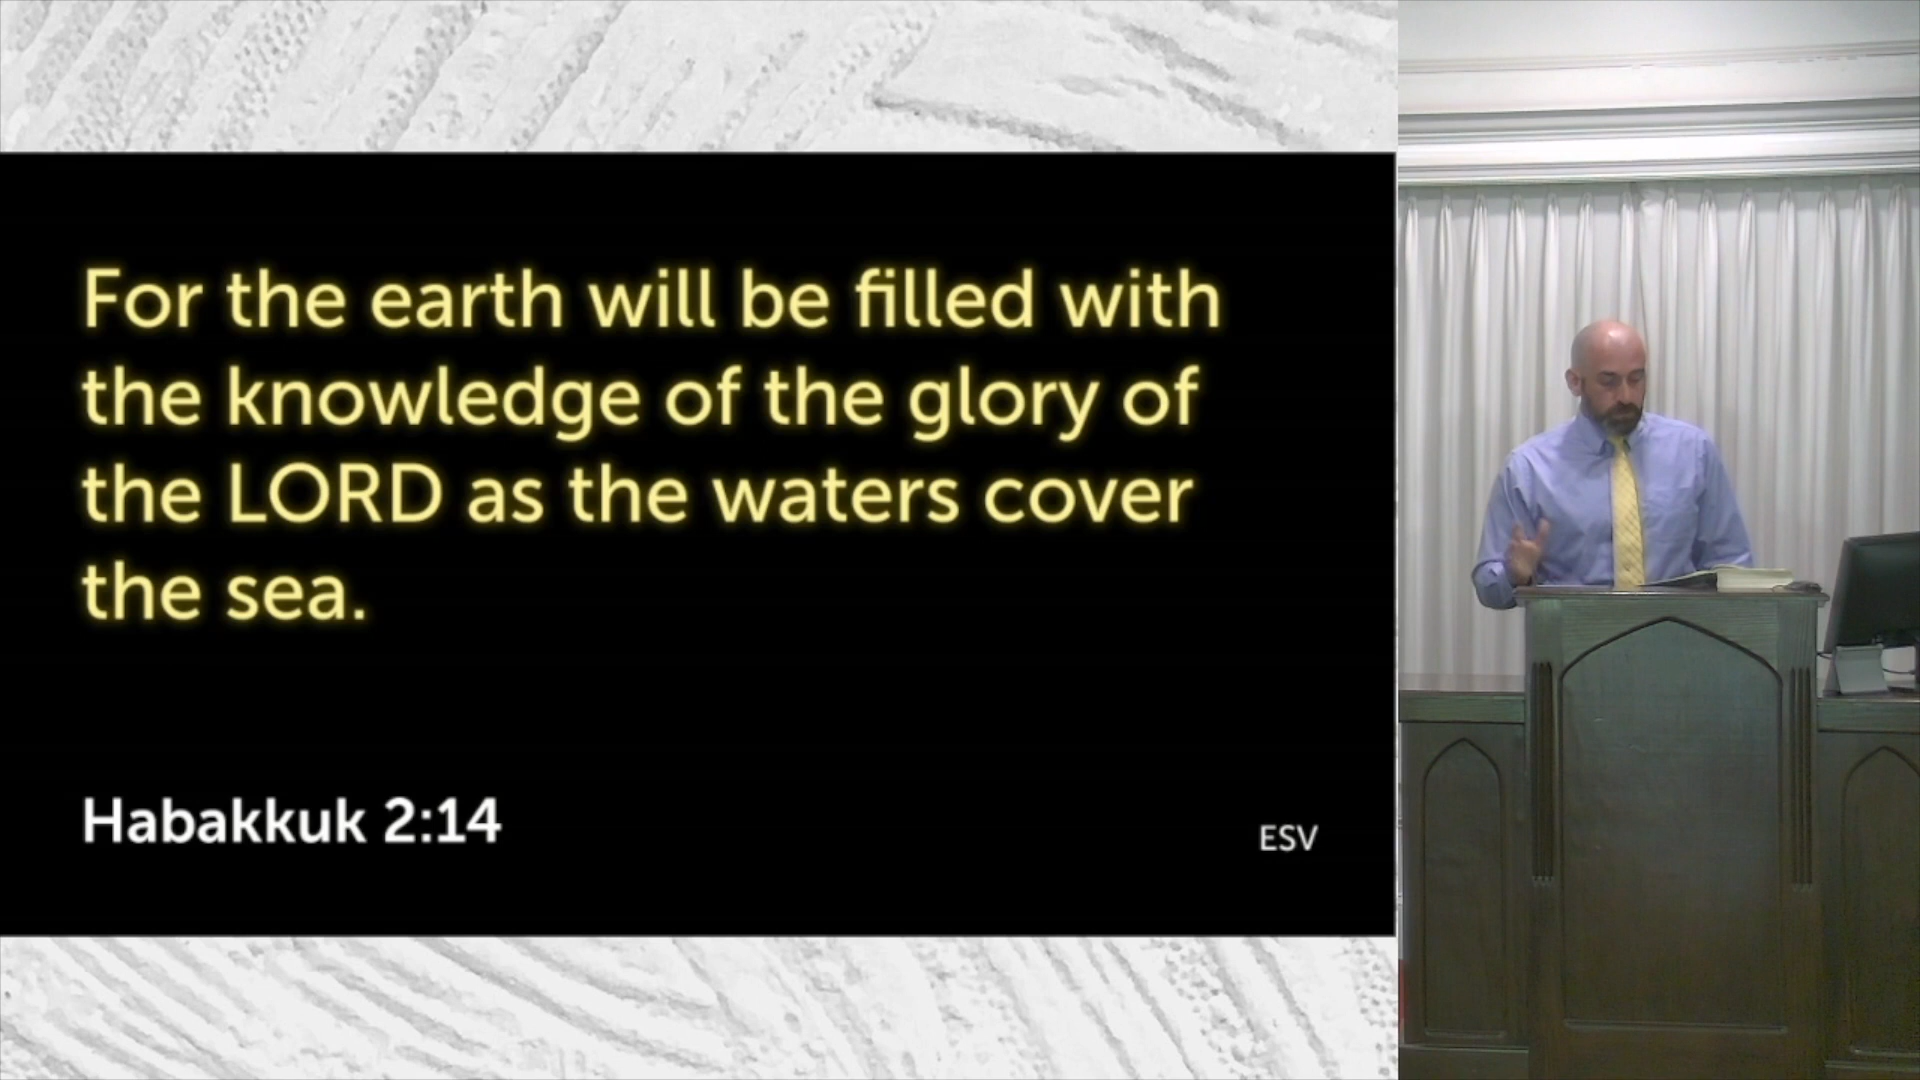 For the earth will be filled with
the knowledge of the glory of
the LORD as the waters cover
the sea.
Habakkuk 2:14
ESV